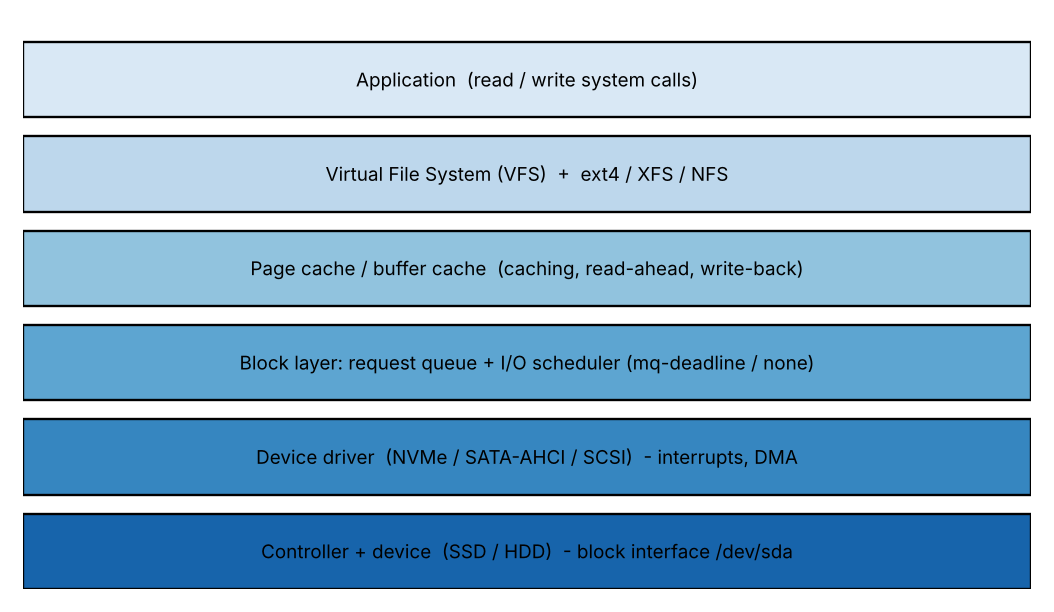 Application (read / write system calls)
Virtual File System (VFS) + ext4 / XFS / NFS
Page cache / buffer cache (caching, read-ahead, write-back)
Block layer: request queue + I/O scheduler (mq-deadline / none)
Device driver (NVMe / SATA-AHCI / SCSI) - interrupts, DMA
Controller + device (SSD / HDD) - block interface /dev/sda